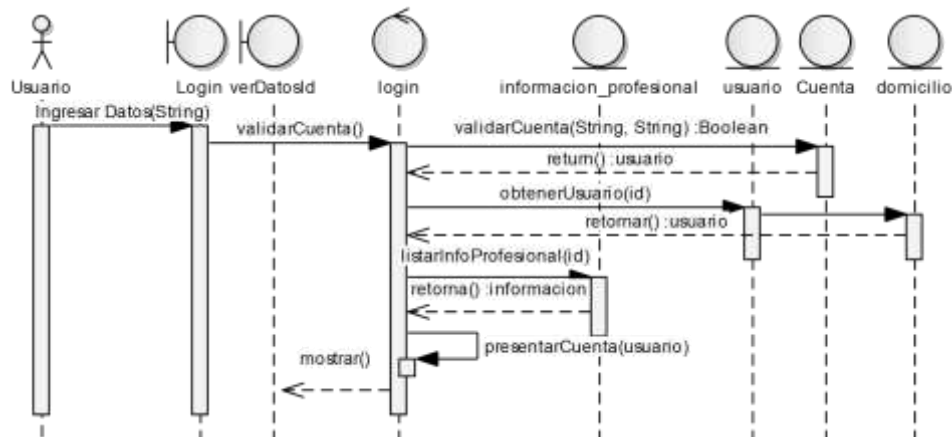 Usuario
Login
verDatosId
login
informacion_profesional
usuario
Cuenta
domicilio
Ingresar Datos(String)
validarCuenta()
validarCuenta(String, String) :Boolean
return() :usuario
obtenerUsuario(id)
retornar() :usuario
listarInfoProfesional(id)
retorna() :informacion
presentarCuenta(usuario)
mostrar()